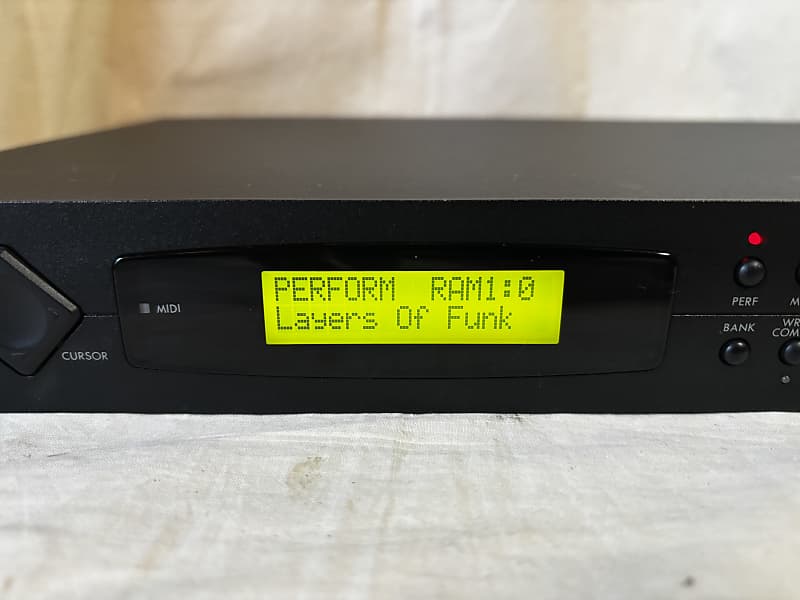 PERFORM RAM1:0
Layers Of Funk
MIDI
CURSOR
PERF
BANK